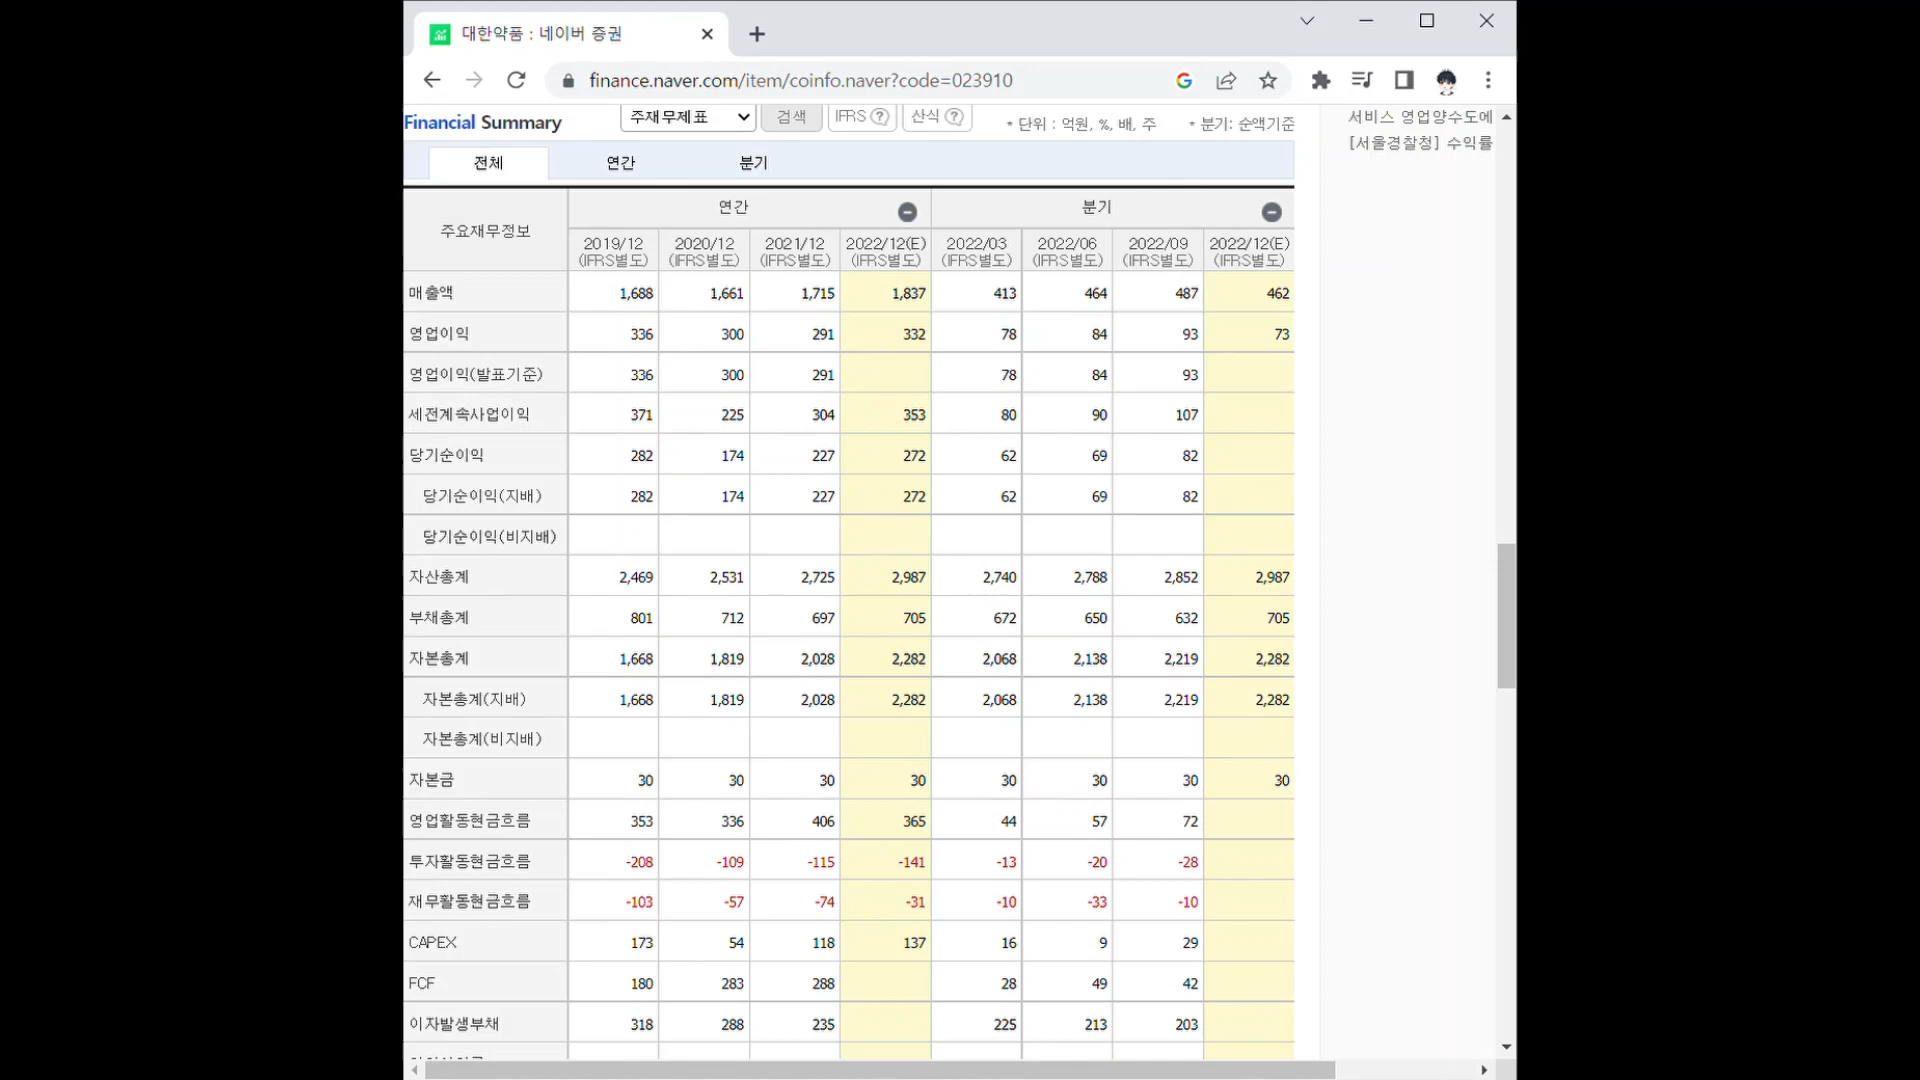 대한약품 : 네이버 증권
finance.naver.com/item/coinfo.naver?code=023910
Financial Summary 주재무제표 검색 IFRS ? 산식 ? * 단위 : 억원, %, 배, 주 * 분기: 순액기준
서비스 영업양수도에
[서울경찰청] 수익률
전체 연간 분기
주요재무정보 연간 분기
2019/12 2020/12 2021/12 2022/12(E) 2022/03 2022/06 2022/09 2022/12(E)
(IFRS별도) (IFRS별도) (IFRS별도) (IFRS별도) (IFRS별도) (IFRS별도) (IFRS별도) (IFRS별도)
매출액 1,688 1,661 1,715 1,837 413 464 487 462
영업이익 336 300 291 332 78 84 93 73
영업이익(발표기준) 336 300 291 78 84 93
세전계속사업이익 371 225 304 353 80 90 107
당기순이익 282 174 227 272 62 69 82
당기순이익(지배) 282 174 227 272 62 69 82
당기순이익(비지배)
자산총계 2,469 2,531 2,725 2,987 2,740 2,788 2,852 2,987
부채총계 801 712 697 705 672 650 632 705
자본총계 1,668 1,819 2,028 2,282 2,068 2,138 2,219 2,282
자본총계(지배) 1,668 1,819 2,028 2,282 2,068 2,138 2,219 2,282
자본총계(비지배)
자본금 30 30 30 30 30 30 30 30
영업활동현금흐름 353 336 406 365 44 57 72
투자활동현금흐름 -208 -109 -115 -141 -13 -20 -28
재무활동현금흐름 -103 -57 -74 -31 -10 -33 -10
CAPEX 173 54 118 137 16 9 29
FCF 180 283 288 28 49 42
이자발생부채 318 288 235 225 213 203